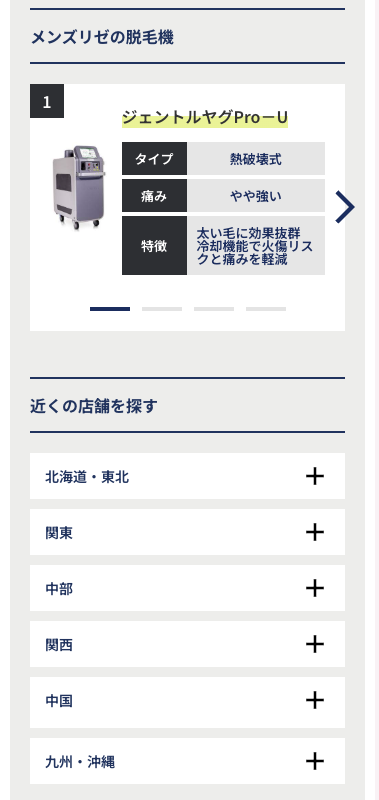 メンズリゼの脱毛機
1
ジェントルヤグProーU
タイプ
熱破壊式
痛み
やや強い
特徴
太い毛に効果抜群
冷却機能で火傷リス
クと痛みを軽減
近くの店舗を探す
北海道・東北
関東
中部
関西
中国
九州・沖縄